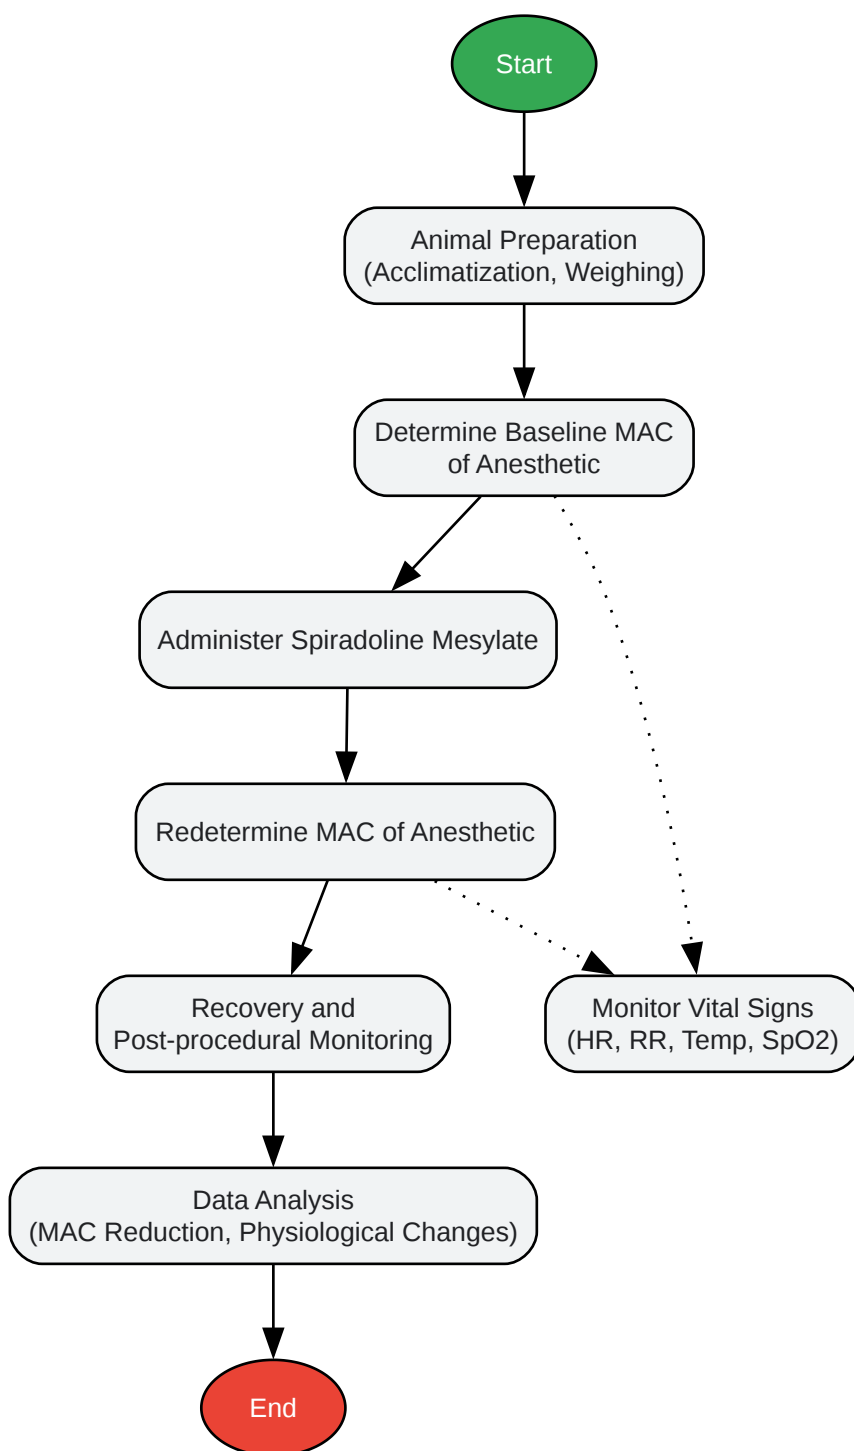 Start
Animal Preparation
(Acclimatization, Weighing)
Determine Baseline MAC
of Anesthetic
Administer Spiradoline Mesylate
Redetermine MAC of Anesthetic
Recovery and
Post-procedural Monitoring
Monitor Vital Signs
(HR, RR, Temp, SpO2)
Data Analysis
(MAC Reduction, Physiological Changes)
End